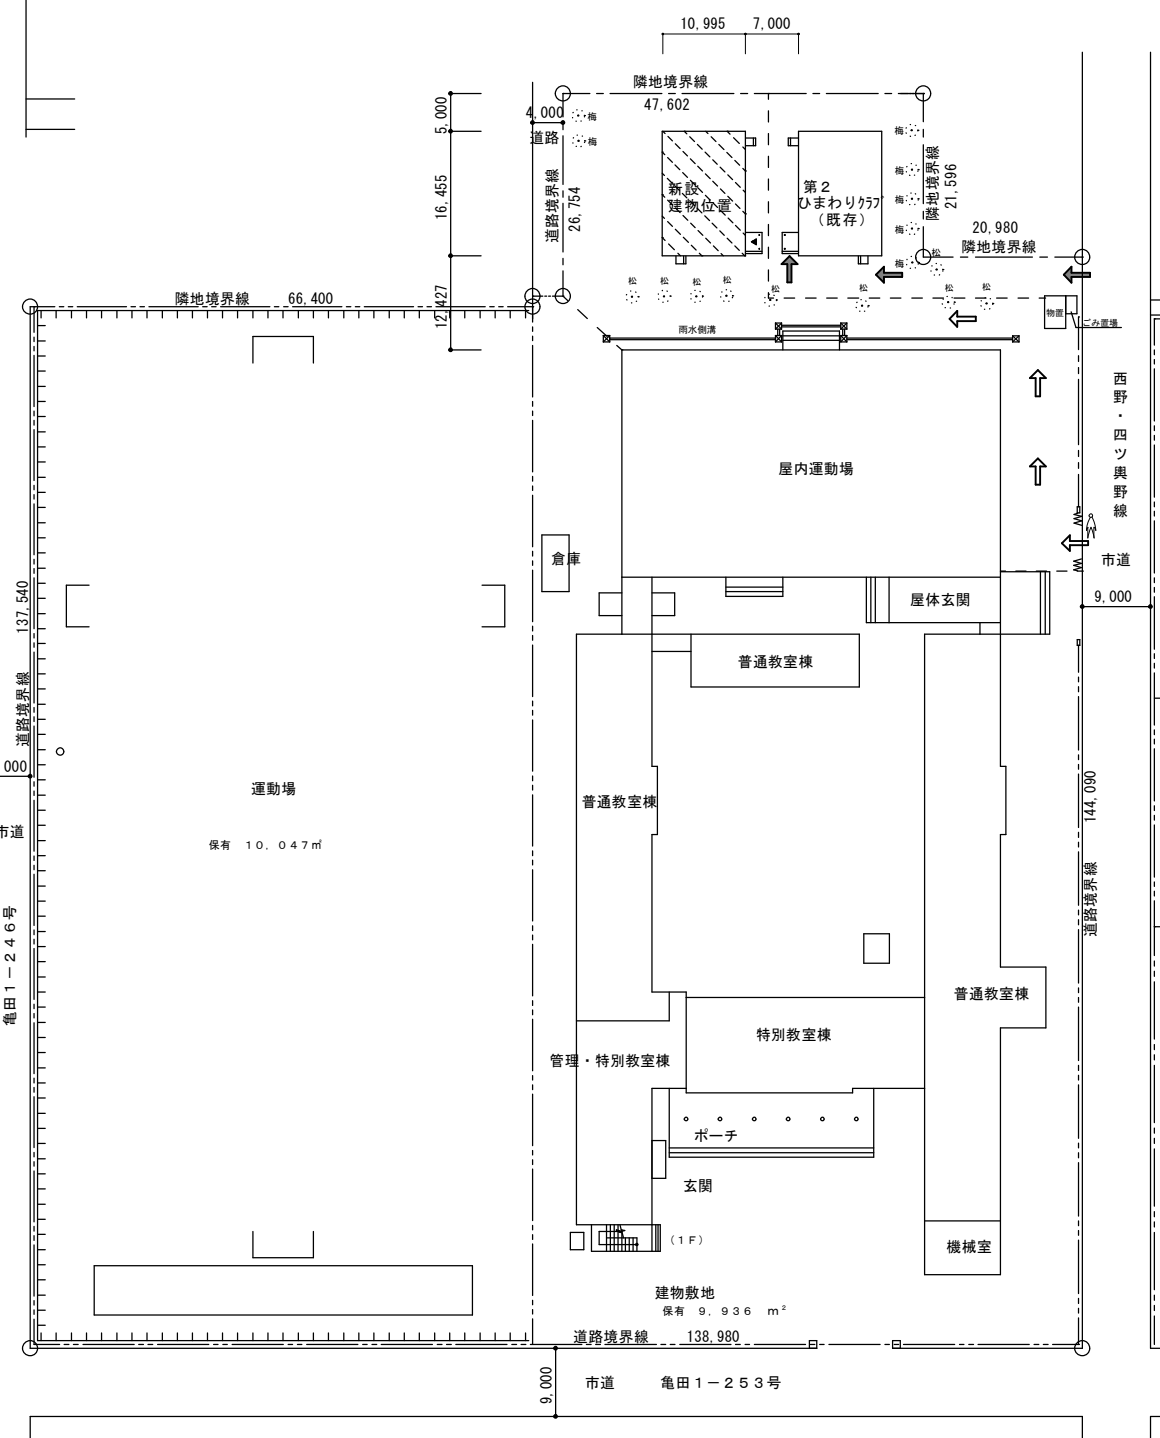 10,995
7,000
隣地境界線
47,602
5,000
4,000
道路
梅
梅
梅
梅
梅
梅
梅
16,455
道路境界線
26,754
新設
建物位置
第２
ひまわりｸﾗﾌﾞ
（既存）
隣地境界線
21,596
20,980
隣地境界線
松
松
松
松
松
松
松
松
松
12,427
隣地境界線
66,400
物置
ごみ置場
雨水側溝
西野・四ツ輿野線
屋内運動場
倉庫
市道
9,000
屋体玄関
137,540
道路境界線
普通教室棟
000
運動場
普通教室棟
144,090
道路境界線
市道
保有　１０．０４７㎡
亀田１－２４６号
普通教室棟
特別教室棟
管理・特別教室棟
ポーチ
玄関
（１Ｆ）
機械室
建物敷地
保有　９．９３６　ｍ²
道路境界線
138,980
9,000
市道　　亀田１－２５３号